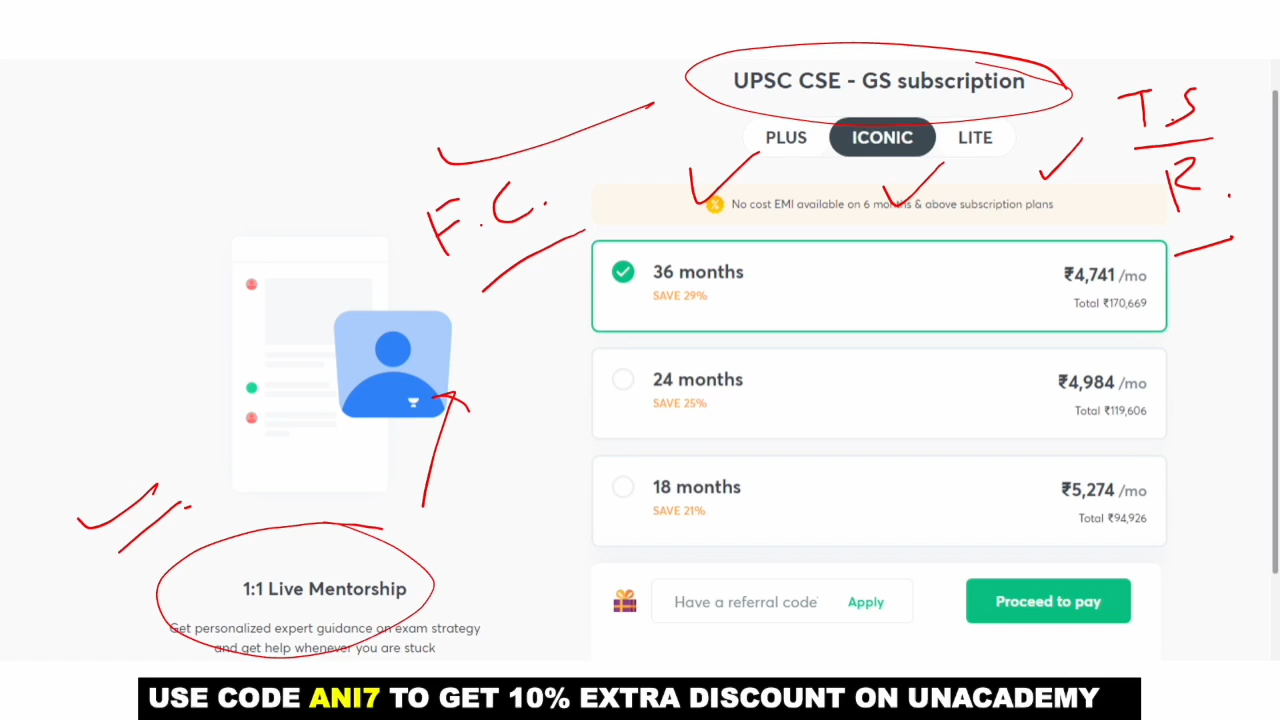 UPSC CSE - GS subscription
PLUS
ICONIC
LITE
T.S
R.
F.C.
No cost EMI available on 6 months & above subscription plans
36 months
₹4,741 /mo
SAVE 29%
Total ₹170,669
24 months
₹4,984 /mo
SAVE 25%
Total ₹119,606
18 months
₹5,274 /mo
SAVE 21%
Total ₹94,926
1:1 Live Mentorship
Get personalized expert guidance on exam strategy
and get help whenever you are stuck
Have a referral code
Apply
Proceed to pay
USE CODE ANI7 TO GET 10% EXTRA DISCOUNT ON UNACADEMY